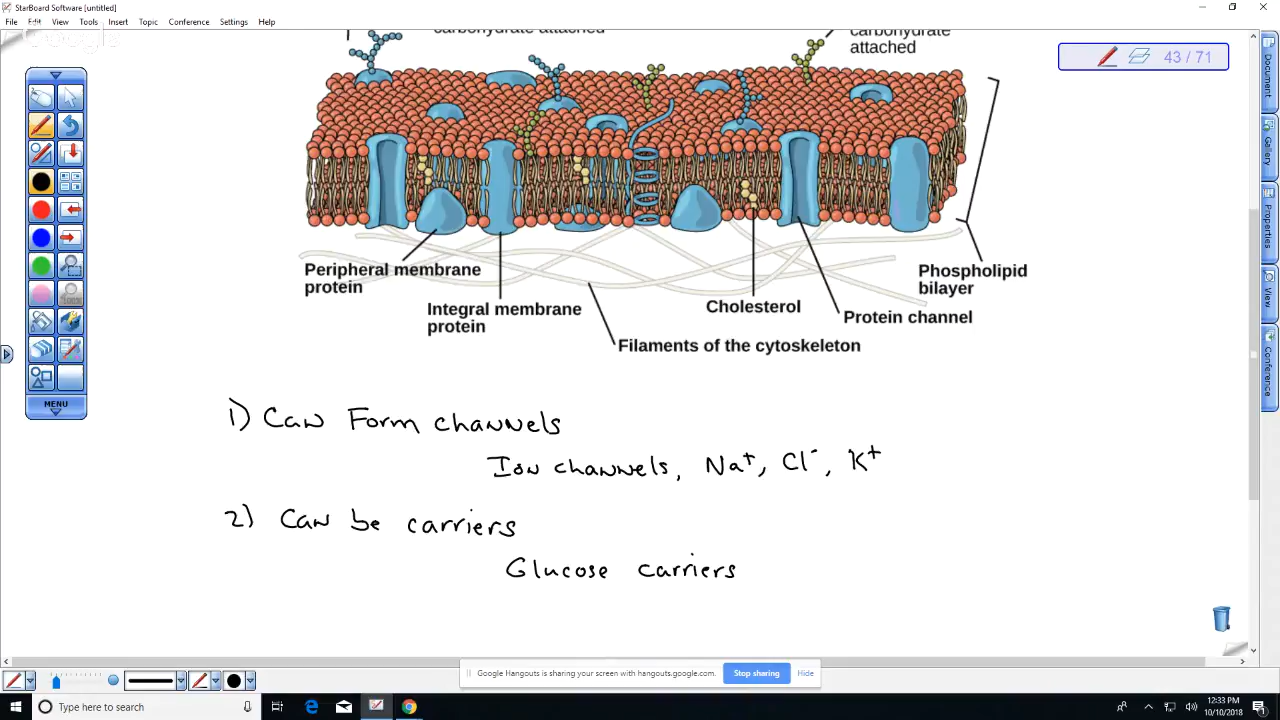 StarBoard Software [untitled]
File Edit View Tools Insert Topic Conference Settings Help
carbohydrate attached
carbohydrate
attached
43 / 71
Document
Gallery
Properties
View
Conference
MENU
Peripheral membrane
protein
Integral membrane
protein
Filaments of the cytoskeleton
Cholesterol
Protein channel
Phospholipid
bilayer
1) Can Form channels
Ion channels, Na+, Cl-, K+
2) Can be carriers
Glucose carriers
Google Hangouts is sharing your screen with hangouts.google.com.
Stop sharing
Hide
Type here to search
12:33 PM
10/10/2018